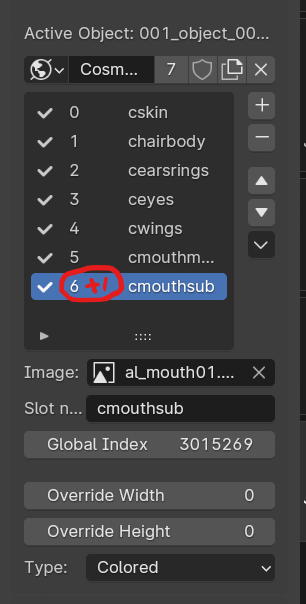 Active Object: 001_object_00...
Cosm... 7
0 cskin
1 chairbody
2 cearsrings
3 ceyes
4 cwings
5 cmouthm...
6 +1 cmouthsub
Image: al_mouth01....
Slot n... cmouthsub
Global Index 3015269
Override Width 0
Override Height 0
Type: Colored